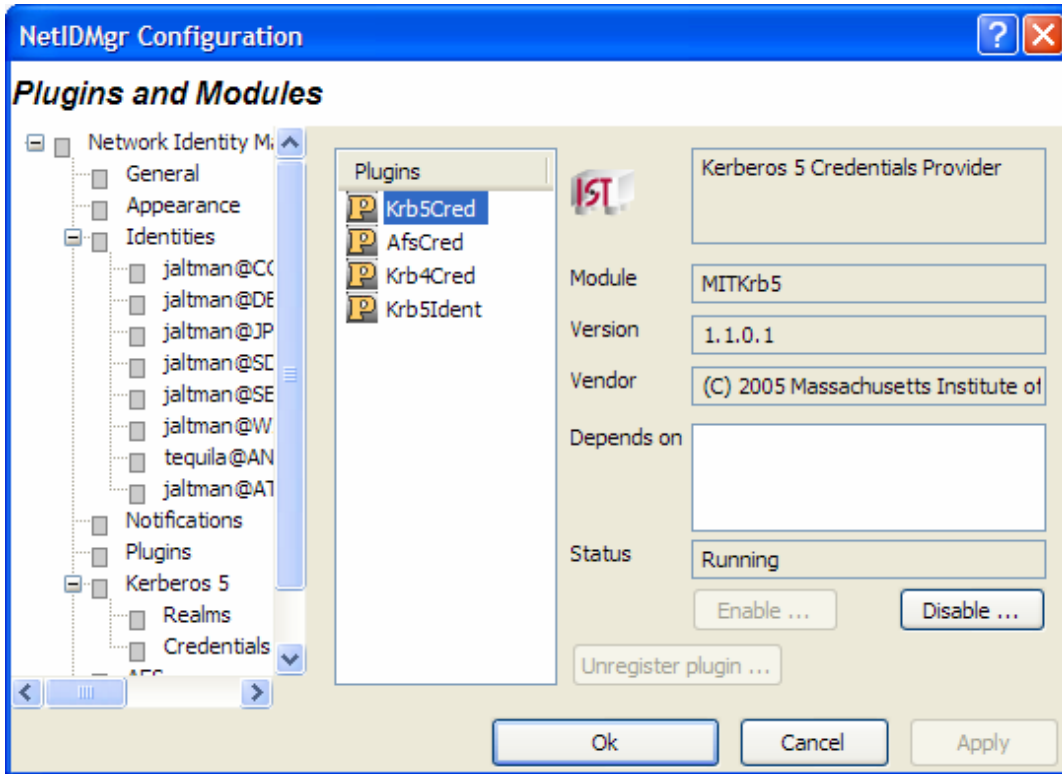 NetIDMgr Configuration
Plugins and Modules
Network Identity Ma
General
Appearance
Identities
jaltman@CO
jaltman@DE
jaltman@JP
jaltman@SD
jaltman@SE
jaltman@W
tequila@AN
jaltman@AT
Notifications
Plugins
Kerberos 5
Realms
Credentials
Plugins
P Krb5Cred
P AfsCred
P Krb4Cred
P Krb5Ident
IST
Kerberos 5 Credentials Provider
Module
MITKrb5
Version
1.1.0.1
Vendor
(C) 2005 Massachusetts Institute of
Depends on
Status
Running
Enable ...
Disable ...
Unregister plugin ...
Ok
Cancel
Apply